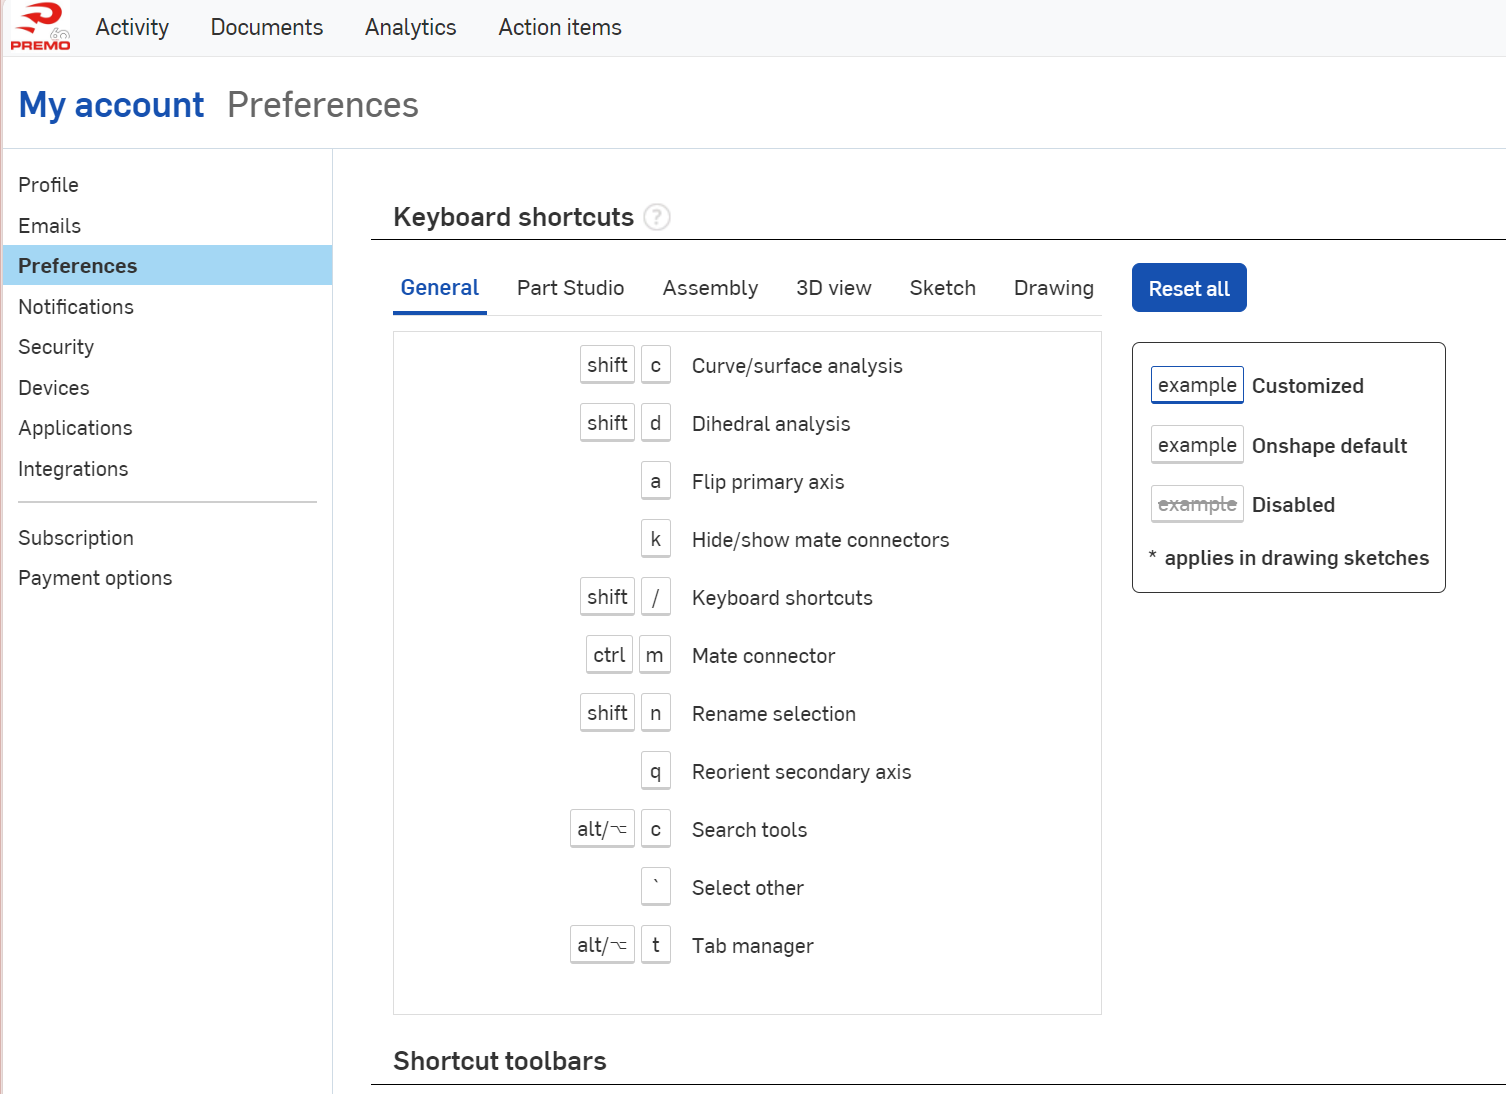 PREMO 60 Activity Documents Analytics Action items
My account Preferences
Profile
Emails
Preferences
Notifications
Security
Devices
Applications
Integrations
Subscription
Payment options
Keyboard shortcuts ?
General Part Studio Assembly 3D view Sketch Drawing Reset all
shift c Curve/surface analysis
shift d Dihedral analysis
a Flip primary axis
k Hide/show mate connectors
shift / Keyboard shortcuts
ctrl m Mate connector
shift n Rename selection
q Reorient secondary axis
alt/⌥ c Search tools
` Select other
alt/⌥ t Tab manager
example Customized
example Onshape default
example Disabled
* applies in drawing sketches
Shortcut toolbars